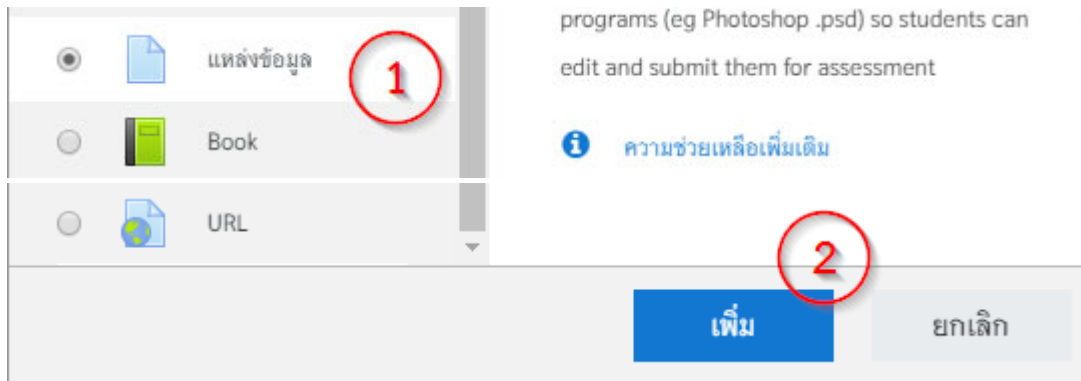 แหล่งข้อมูล
1
Book
URL
programs (eg Photoshop .psd) so students can
edit and submit them for assessment
ความช่วยเหลือเพิ่มเติม
2
เพิ่ม
ยกเลิก